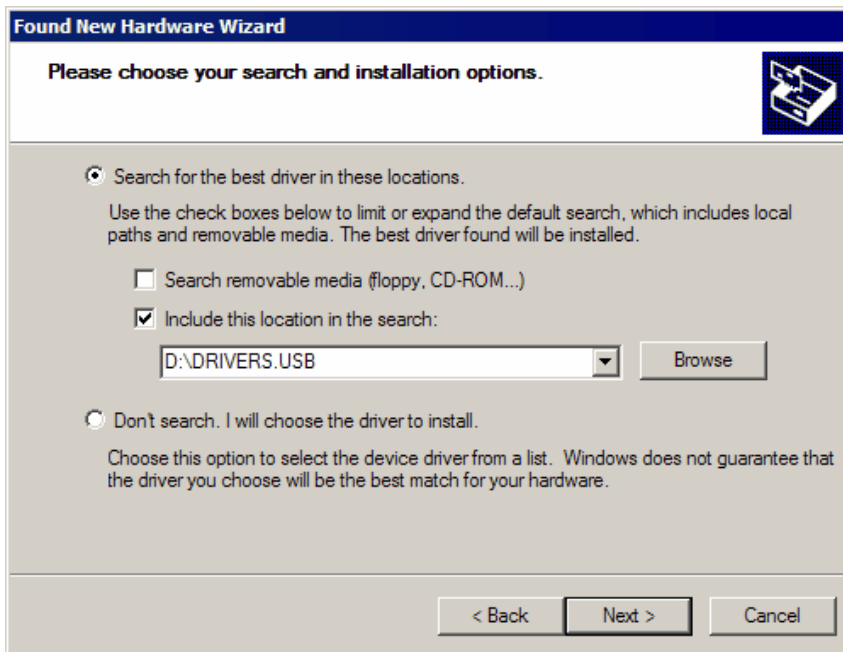 Found New Hardware Wizard
Please choose your search and installation options.
Search for the best driver in these locations.
Use the check boxes below to limit or expand the default search, which includes local
paths and removable media. The best driver found will be installed.
Search removable media (floppy, CD-ROM...)
Include this location in the search:
D:\DRIVERS.USB
Browse
Don't search. I will choose the driver to install.
Choose this option to select the device driver from a list. Windows does not guarantee that
the driver you choose will be the best match for your hardware.
< Back Next > Cancel